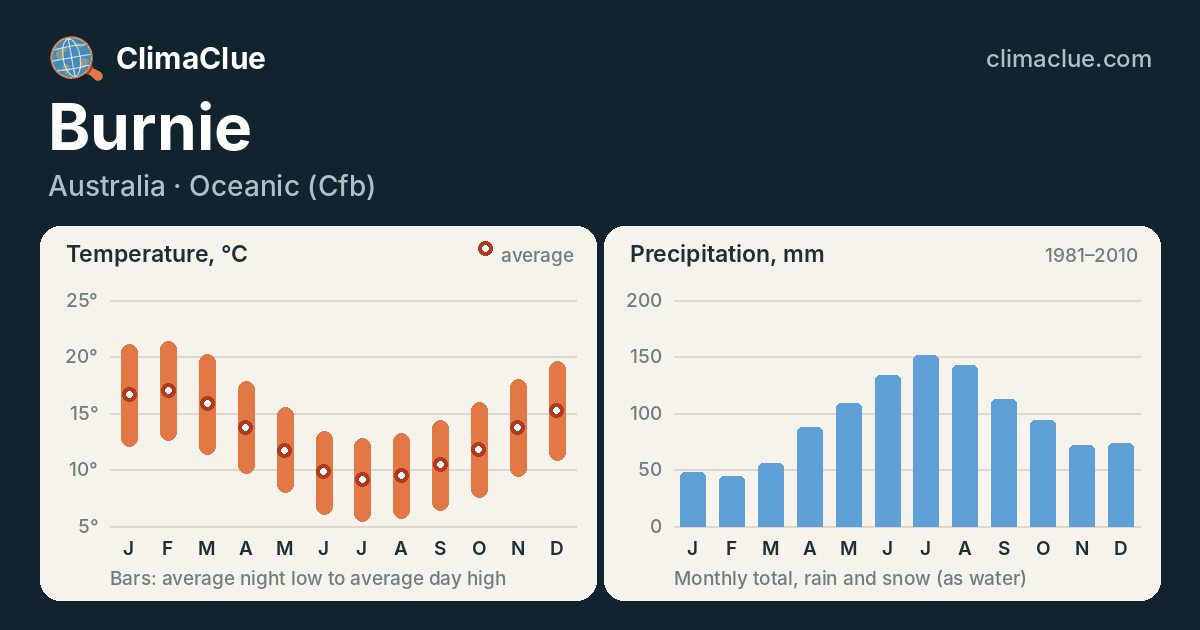 ClimaClue
climaclue.com
Burnie
Australia · Oceanic (Cfb)
Temperature, °C
average
25°
20°
15°
10°
5°
J F M A M J J A S O N D
Bars: average night low to average day high
Precipitation, mm
1981–2010
200
150
100
50
0
J F M A M J J A S O N D
Monthly total, rain and snow (as water)